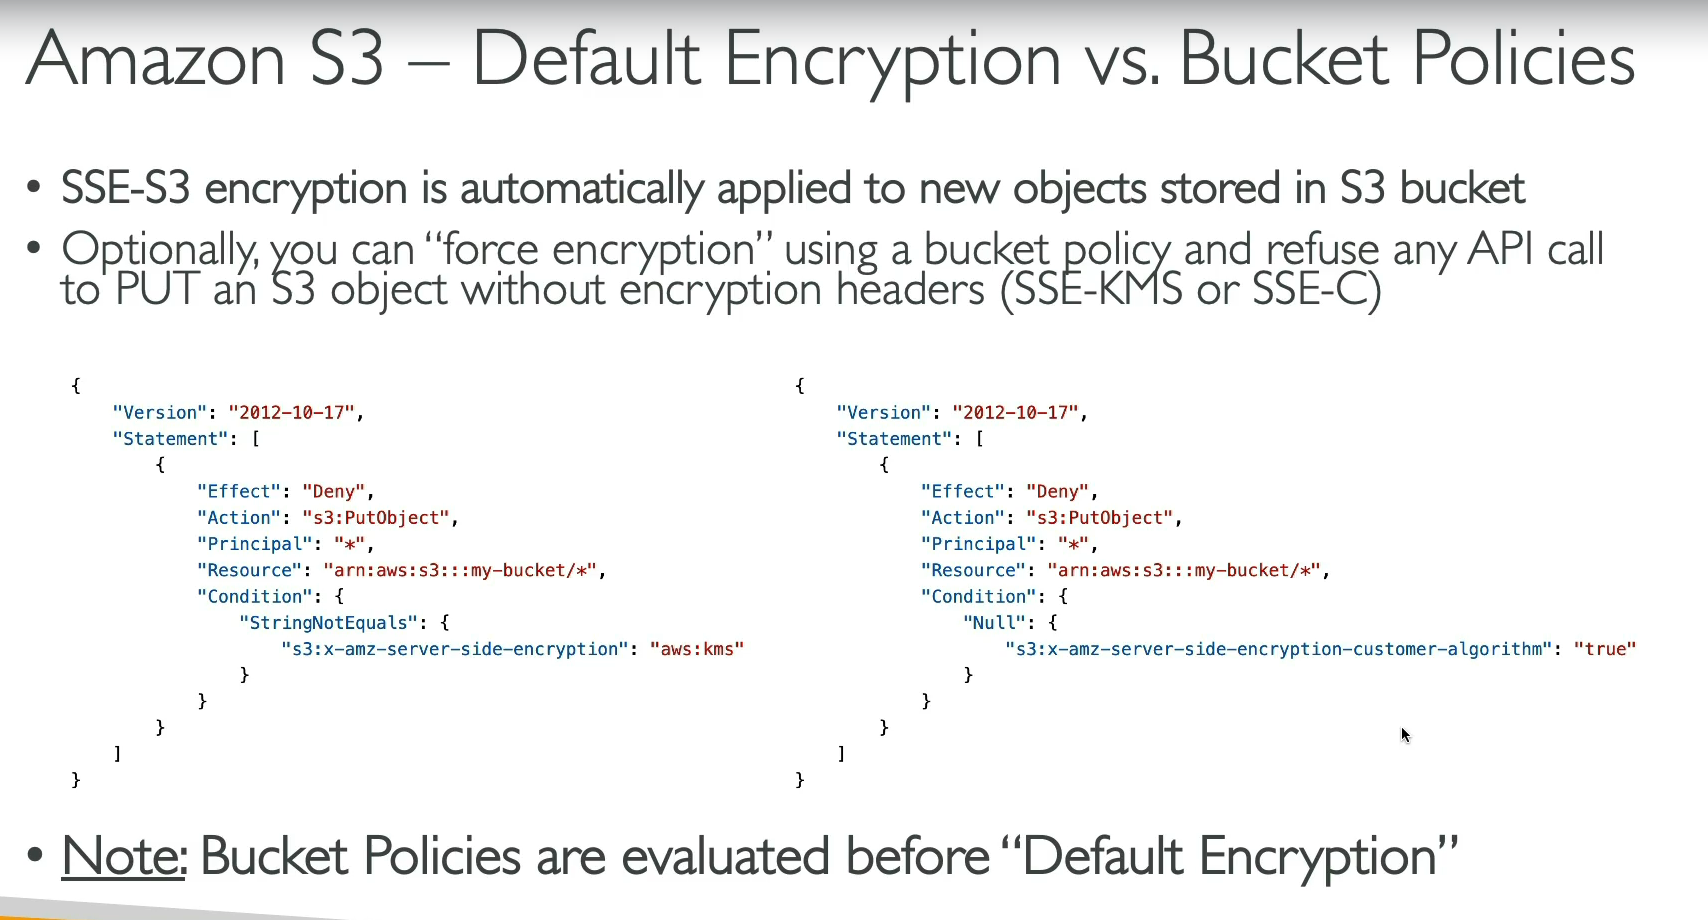 Amazon S3 – Default Encryption vs. Bucket Policies
• SSE-S3 encryption is automatically applied to new objects stored in S3 bucket
• Optionally, you can “force encryption” using a bucket policy and refuse any API call
to PUT an S3 object without encryption headers (SSE-KMS or SSE-C)
{
    "Version": "2012-10-17",
    "Statement": [
        {
            "Effect": "Deny",
            "Action": "s3:PutObject",
            "Principal": "*",
            "Resource": "arn:aws:s3:::my-bucket/*",
            "Condition": {
                "StringNotEquals": {
                    "s3:x-amz-server-side-encryption": "aws:kms"
                }
            }
        }
    ]
}
{
    "Version": "2012-10-17",
    "Statement": [
        {
            "Effect": "Deny",
            "Action": "s3:PutObject",
            "Principal": "*",
            "Resource": "arn:aws:s3:::my-bucket/*",
            "Condition": {
                "Null": {
                    "s3:x-amz-server-side-encryption-customer-algorithm": "true"
                }
            }
        }
    ]
}
• Note: Bucket Policies are evaluated before “Default Encryption”